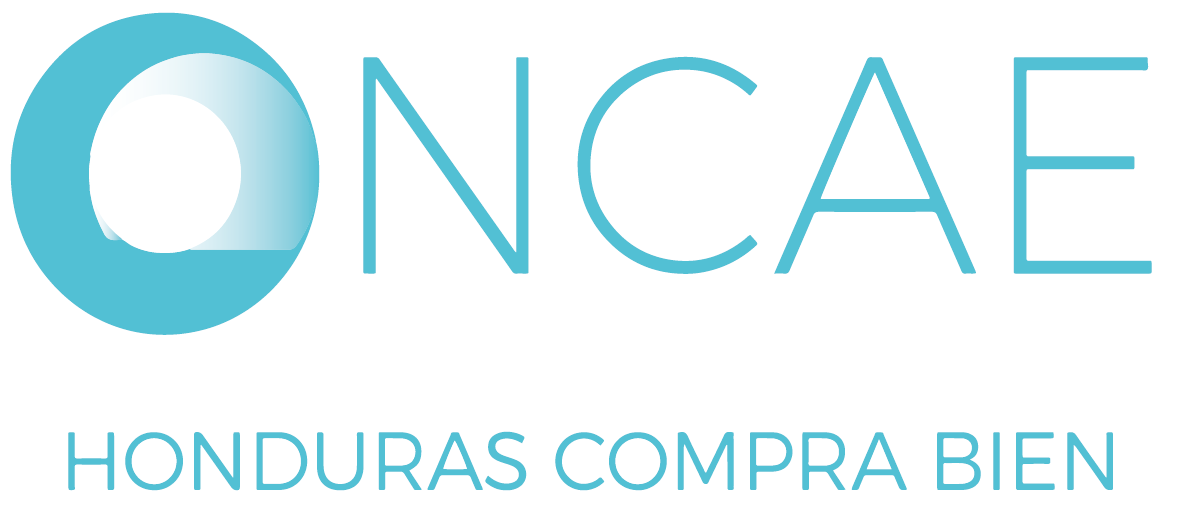 ONCAE
HONDURAS COMPRA BIEN